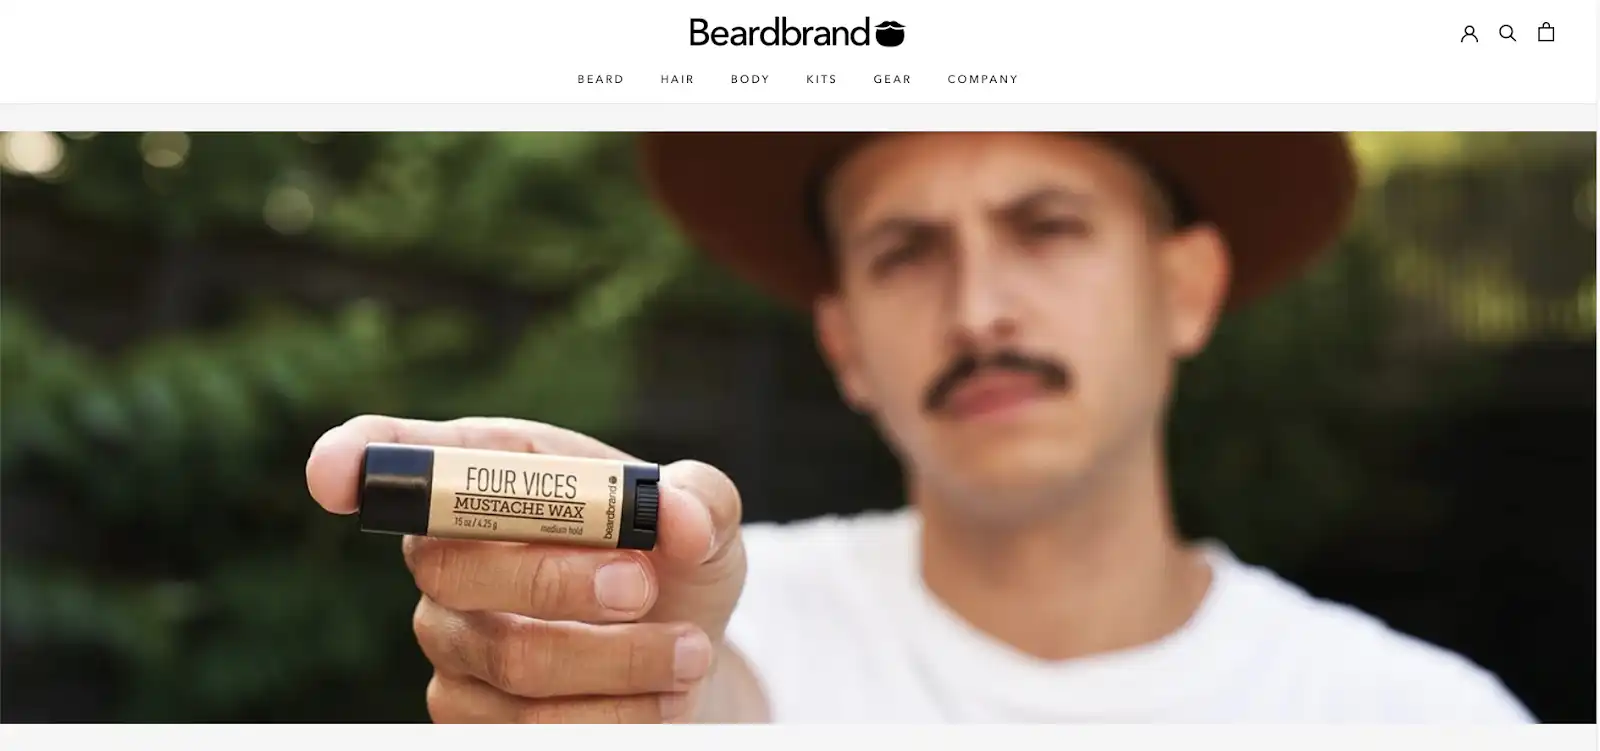 Beardbrand
BEARD HAIR BODY KITS GEAR COMPANY
FOUR VICES
MUSTACHE WAX
.15 oz / 4.25 g medium hold
beardbrand